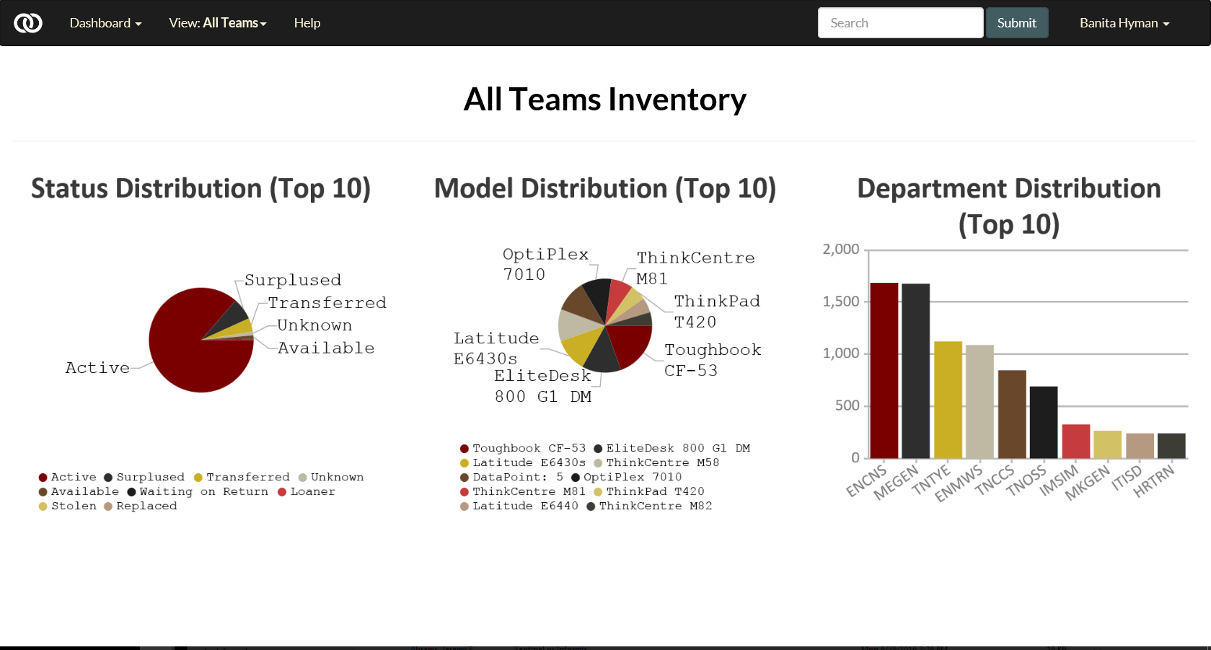 Dashboard
View: All Teams
Help
Search
Submit
Banita Hyman
All Teams Inventory
Status Distribution (Top 10)
Surplused
Transferred
Unknown
Available
Active
Active Surplused Transferred Unknown
Available Waiting on Return Loaner
Stolen Replaced
Model Distribution (Top 10)
OptiPlex
7010
ThinkCentre
M81
ThinkPad
T420
Latitude
E6430s
Toughbook
CF-53
EliteDesk
800 G1 DM
Toughbook CF-53 EliteDesk 800 G1 DM
Latitude E6430s ThinkCentre M58
DataPoint: 5 OptiPlex 7010
ThinkCentre M81 ThinkPad T420
Latitude E6440 ThinkCentre M82
Department Distribution
(Top 10)
2,000
1,500
1,000
500
0
ENCNS
MEGEN
TNTYE
ENMWS
TNCCS
TNOSS
IMSIM
MKGEN
ITISD
HRTRN